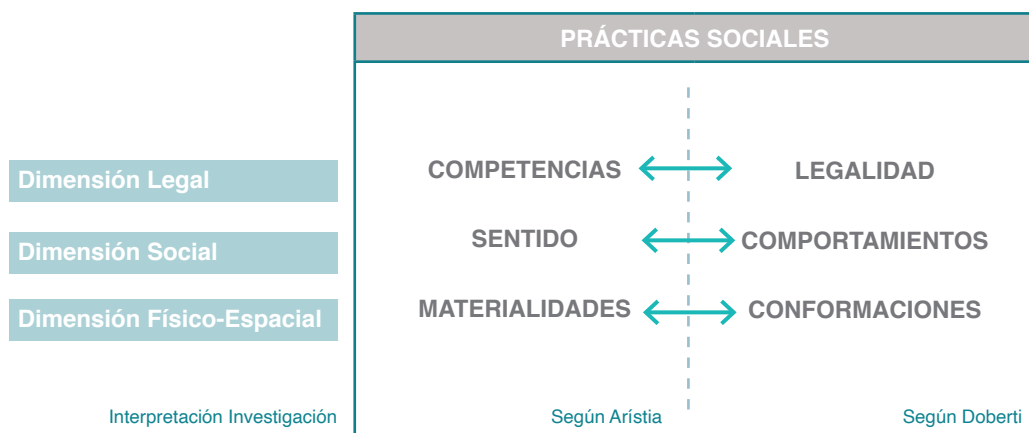 PRÁCTICAS SOCIALES
Dimensión Legal
COMPETENCIAS
LEGALIDAD
Dimensión Social
SENTIDO
COMPORTAMIENTOS
Dimensión Físico-Espacial
MATERIALIDADES
CONFORMACIONES
Interpretación Investigación
Según Arístia
Según Doberti